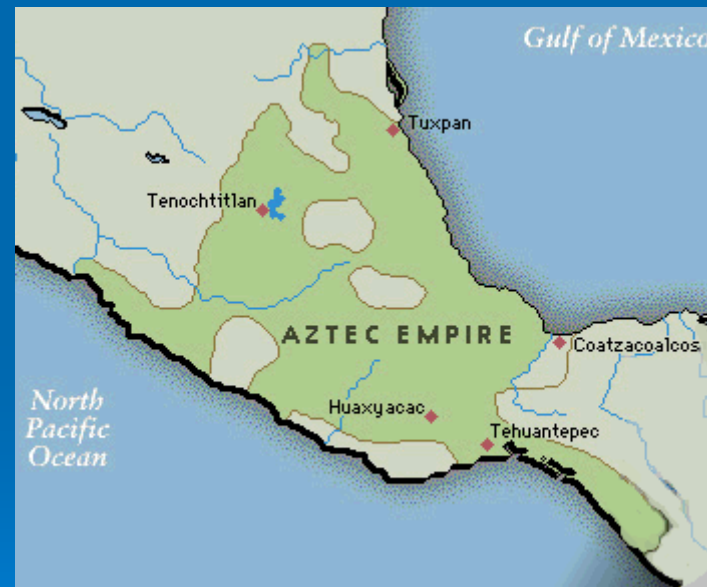 Gulf of Mexico
Tuxpan
Tenochtitlan
AZTEC EMPIRE
Coatzacoalcos
North
Pacific
Ocean
Huaxyacac
Tehuantepec